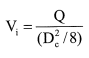 V_i = Q / (D_c^2/8)